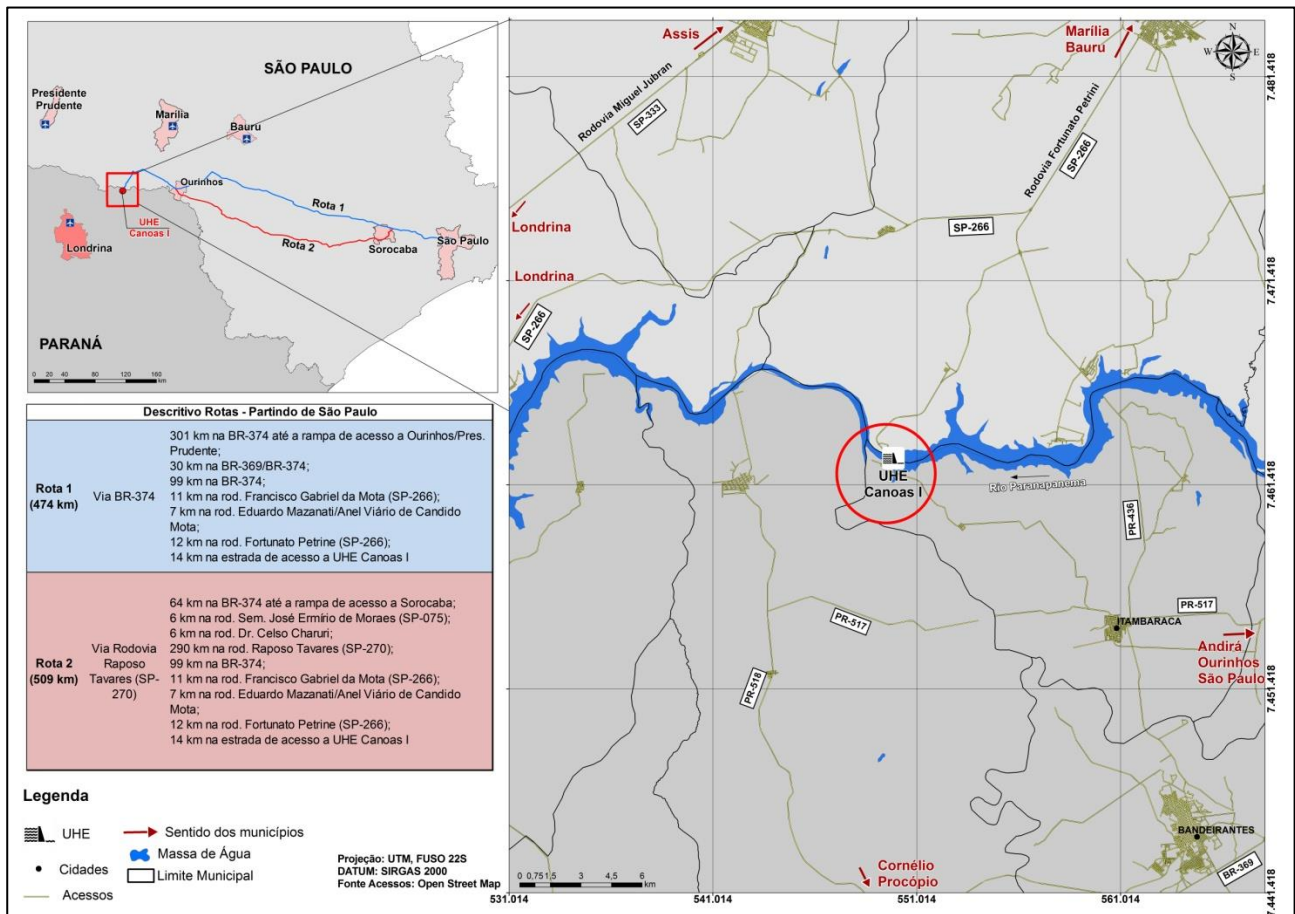 SÃO PAULO
Presidente
Prudente
Marília
Bauru
Ourinhos
Rota 1
UHE
Canoas I
Rota 2
São Paulo
Sorocaba
Londrina
PARANÁ
0 20 40 80 120 160
km
Descritivo Rotas - Partindo de São Paulo
Rota 1
(474 km)
Via BR-374
301 km na BR-374 até a rampa de acesso a Ourinhos/Pres.
Prudente;
30 km na BR-369/BR-374;
99 km na BR-374;
11 km na rod. Francisco Gabriel da Mota (SP-266);
7 km na rod. Eduardo Mazanati/Anel Viário de Candido
Mota;
12 km na rod. Fortunato Petrine (SP-266);
14 km na estrada de acesso a UHE Canoas I
Rota 2
(509 km)
Via Rodovia
Raposo
Tavares (SP-
270)
64 km na BR-374 até a rampa de acesso a Sorocaba;
6 km na rod. Sem. José Ermírio de Moraes (SP-075);
6 km na rod. Dr. Celso Charuri;
290 km na rod. Raposo Tavares (SP-270);
99 km na BR-374;
11 km na rod. Francisco Gabriel da Mota (SP-266);
7 km na rod. Eduardo Mazanati/Anel Viário de Candido
Mota;
12 km na rod. Fortunato Petrine (SP-266);
14 km na estrada de acesso a UHE Canoas I
Legenda
UHE
Sentido dos municípios
Cidades
Massa de Água
Acessos
Limite Municipal
Projeção: UTM, FUSO 22S
DATUM: SIRGAS 2000
Fonte Acessos: Open Street Map
Assis
Marília
Bauru
N
W E
S
Rodovia Miguel Jubran
SP-333
Rodovia Fortunato Petrini
SP-266
Londrina
SP-266
Londrina
SP-266
UHE
Canoas I
Rio Paranapanema
PR-436
PR-517
PR-517
ITAMBARACA
Andirá
Ourinhos
São Paulo
PR-518
BANDEIRANTES
BR-369
Cornélio
Procópio
0 0,75 1,5 3 4,5 6
km
531.014 541.014 551.014 561.014
7.481.418
7.471.418
7.461.418
7.451.418
7.441.418